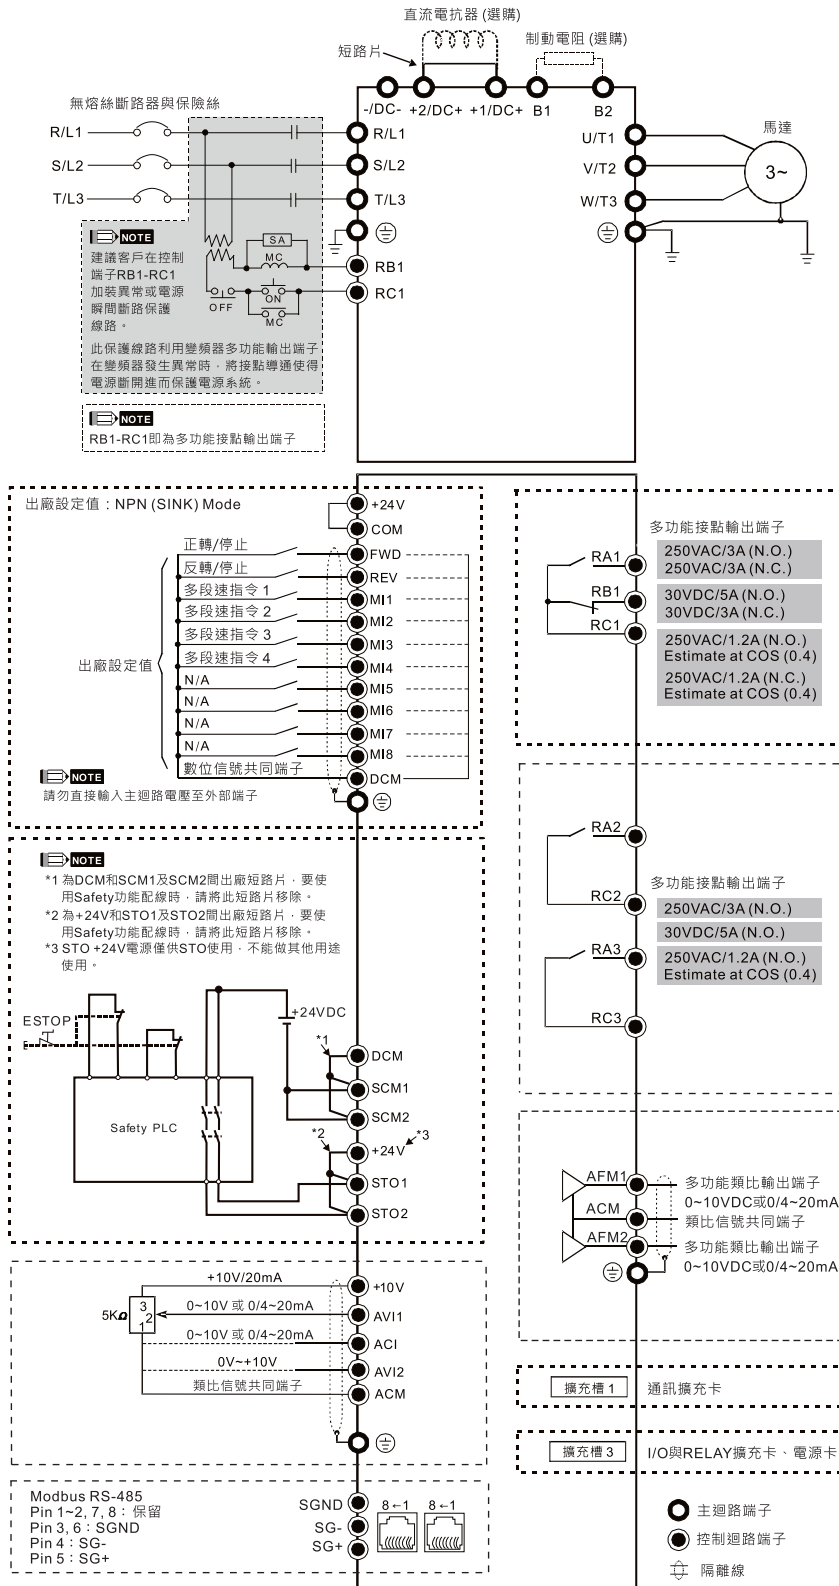 直流電抗器 (選購)
制動電阻 (選購)
短路片
-/DC-
+2/DC+
+1/DC+
B1
B2
無熔絲斷路器與保險絲
R/L1
R/L1
S/L2
S/L2
T/L3
T/L3
U/T1
V/T2
W/T3
馬達
3~
NOTE
建議客戶在控制
端子RB1-RC1
加裝異常或電源
瞬間斷路保護
線路。
SA
MC
OFF
ON
MC
RB1
RC1
此保護線路利用變頻器多功能輸出端子
在變頻器發生異常時，將接點導通使得
電源斷開進而保護電源系統。
NOTE
RB1-RC1即為多功能接點輸出端子
出廠設定值：NPN (SINK) Mode
+24V
COM
正轉/停止
FWD
反轉/停止
REV
多段速指令 1
MI1
多段速指令 2
MI2
多段速指令 3
MI3
出廠設定值
多段速指令 4
MI4
N/A
MI5
N/A
MI6
N/A
MI7
N/A
MI8
數位信號共同端子
DCM
NOTE
請勿直接輸入主迴路電壓至外部端子
多功能接點輸出端子
RA1
250VAC/3A (N.O.)
250VAC/3A (N.C.)
RB1
30VDC/5A (N.O.)
30VDC/3A (N.C.)
RC1
250VAC/1.2A (N.O.)
Estimate at COS (0.4)
250VAC/1.2A (N.C.)
Estimate at COS (0.4)
RA2
RC2
多功能接點輸出端子
250VAC/3A (N.O.)
30VDC/5A (N.O.)
RA3
250VAC/1.2A (N.O.)
Estimate at COS (0.4)
RC3
NOTE
*1 為DCM和SCM1及SCM2間出廠短路片，要使
用Safety功能配線時，請將此短路片移除。
*2 為+24V和STO1及STO2間出廠短路片，要使
用Safety功能配線時，請將此短路片移除。
*3 STO +24V電源僅供STO使用，不能做其他用途
使用。
ESTOP
+24VDC
*1
DCM
SCM1
SCM2
Safety PLC
*2
+24V
*3
STO1
STO2
AFM1
多功能類比輸出端子
0~10VDC或0/4~20mA
ACM
類比信號共同端子
AFM2
多功能類比輸出端子
0~10VDC或0/4~20mA
+10V/20mA
+10V
5KΩ
3
2
1
0~10V 或 0/4~20mA
AVI1
0~10V 或 0/4~20mA
ACI
0V~+10V
AVI2
類比信號共同端子
ACM
擴充槽 1
通訊擴充卡
擴充槽 3
I/O與RELAY擴充卡、電源卡
Modbus RS-485
Pin 1~2, 7, 8：保留
Pin 3, 6：SGND
Pin 4：SG-
Pin 5：SG+
SGND
SG-
SG+
8←1
8←1
主迴路端子
控制迴路端子
隔離線